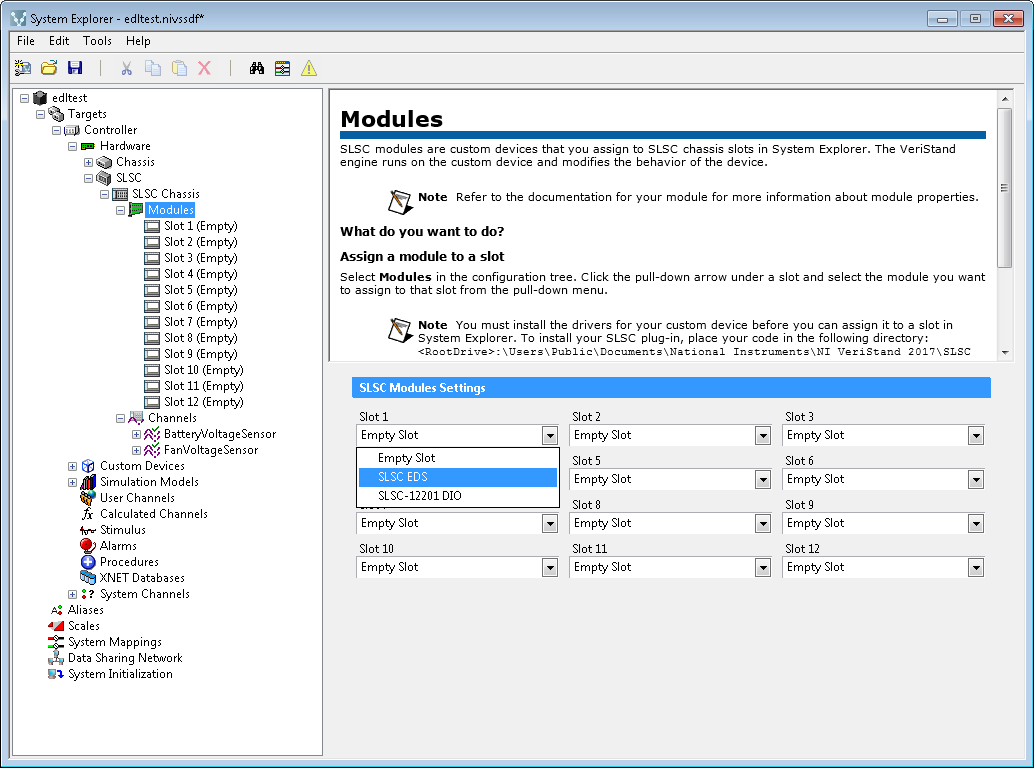 System Explorer - edltest.nivssdf*
File Edit Tools Help
edltest
Targets
Controller
Hardware
Chassis
SLSC
SLSC Chassis
Modules
Slot 1 (Empty)
Slot 2 (Empty)
Slot 3 (Empty)
Slot 4 (Empty)
Slot 5 (Empty)
Slot 6 (Empty)
Slot 7 (Empty)
Slot 8 (Empty)
Slot 9 (Empty)
Slot 10 (Empty)
Slot 11 (Empty)
Slot 12 (Empty)
Channels
BatteryVoltageSensor
FanVoltageSensor
Custom Devices
Simulation Models
User Channels
Calculated Channels
Stimulus
Alarms
Procedures
XNET Databases
System Channels
Aliases
Scales
System Mappings
Data Sharing Network
System Initialization
Modules
SLSC modules are custom devices that you assign to SLSC chassis slots in System Explorer. The VeriStand
engine runs on the custom device and modifies the behavior of the device.
Note Refer to the documentation for your module for more information about module properties.
What do you want to do?
Assign a module to a slot
Select Modules in the configuration tree. Click the pull-down arrow under a slot and select the module you want
to assign to that slot from the pull-down menu.
Note You must install the drivers for your custom device before you can assign it to a slot in
System Explorer. To install your SLSC plug-in, place your code in the following directory:
<RootDrive>:\Users\Public\Documents\National Instruments\NI VeriStand 2017\SLSC
SLSC Modules Settings
Slot 1 Slot 2 Slot 3
Empty Slot Empty Slot Empty Slot
Empty Slot
SLSC EDS
SLSC-12201 DIO
Slot 5 Slot 6
Empty Slot Empty Slot
Slot 8 Slot 9
Empty Slot Empty Slot Empty Slot
Slot 10 Slot 11 Slot 12
Empty Slot Empty Slot Empty Slot